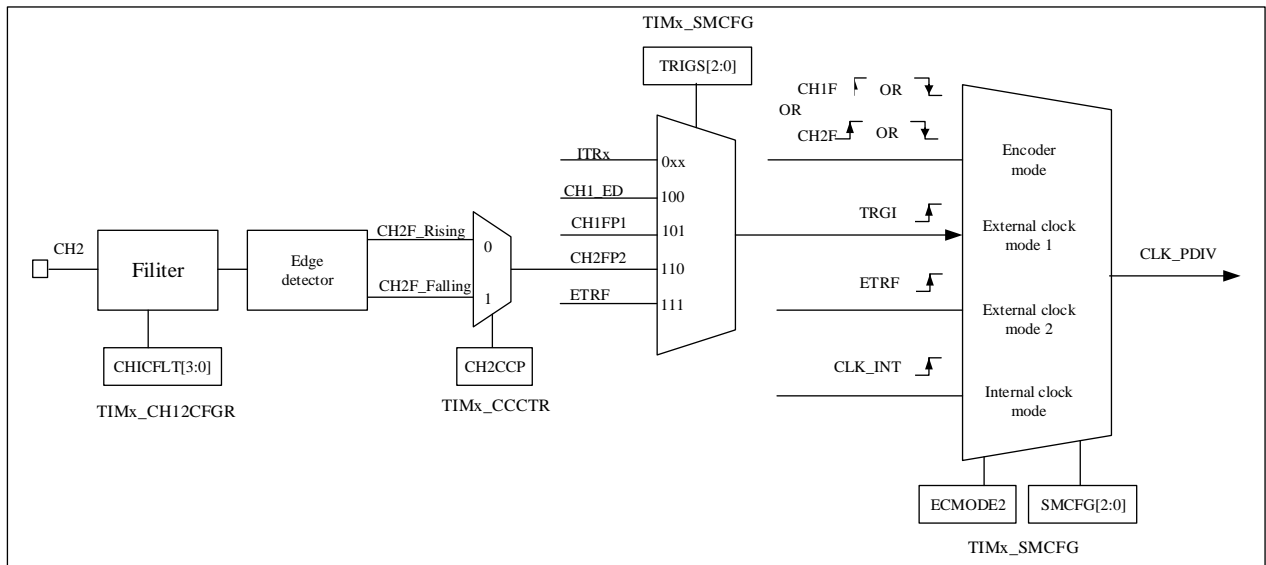 TIMx_SMCFG
TRIGS[2:0]
CH1F OR
OR
CH2F OR
ITRx
0xx
Encoder
mode
CH1_ED
100
CH1FP1
101
TRGI
External clock
mode 1
CH2
Filiter
Edge
detector
CH2F_Rising
0
CH2F_Falling
1
CH2FP2
110
ETRF
111
CLK_PDIV
ETRF
External clock
mode 2
CHICFLT[3:0]
TIMx_CH12CFGR
CH2CCP
TIMx_CCCTR
CLK_INT
Internal clock
mode
ECMODE2
SMCFG[2:0]
TIMx_SMCFG